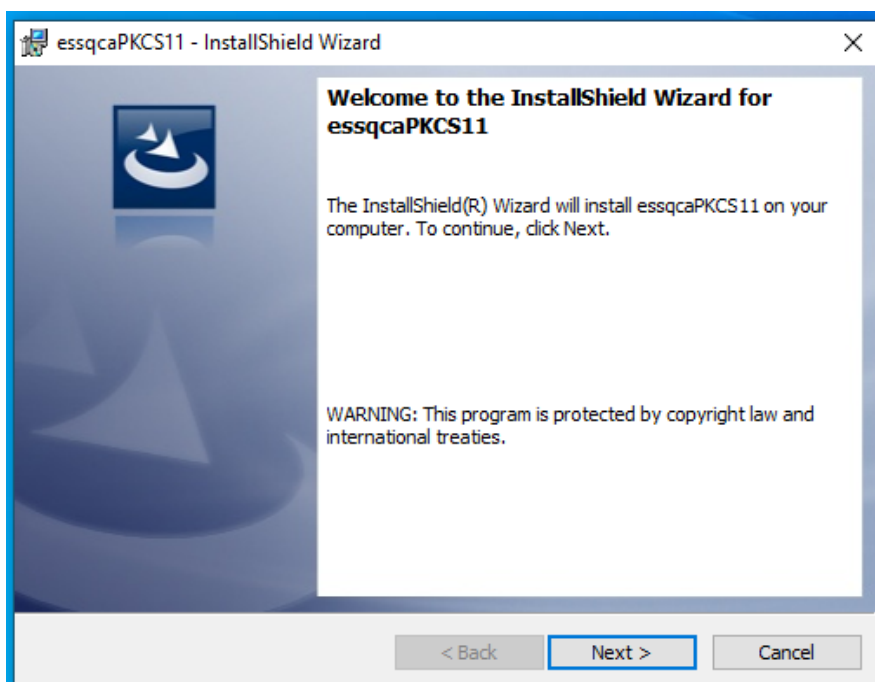 essqcaPKCS11 - InstallShield Wizard
Welcome to the InstallShield Wizard for
essqcaPKCS11
The InstallShield(R) Wizard will install essqcaPKCS11 on your
computer. To continue, click Next.
WARNING: This program is protected by copyright law and
international treaties.
< Back
Next >
Cancel